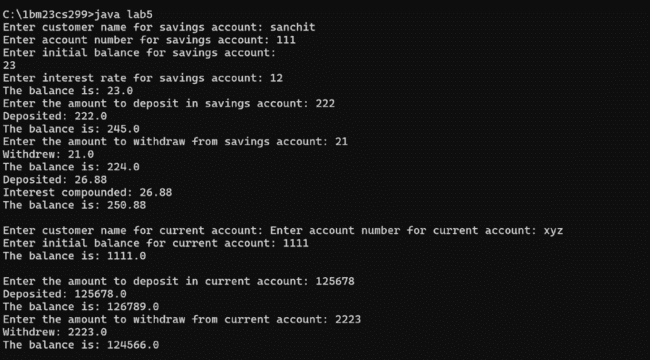 C:\1bm23cs299>java lab5
Enter customer name for savings account: sanchit
Enter account number for savings account: 111
Enter initial balance for savings account:
23
Enter interest rate for savings account: 12
The balance is: 23.0
Enter the amount to deposit in savings account: 222
Deposited: 222.0
The balance is: 245.0
Enter the amount to withdraw from savings account: 21
Withdrew: 21.0
The balance is: 224.0
Deposited: 26.88
Interest compounded: 26.88
The balance is: 250.88
Enter customer name for current account: Enter account number for current account: xyz
Enter initial balance for current account: 1111
The balance is: 1111.0
Enter the amount to deposit in current account: 125678
Deposited: 125678.0
The balance is: 126789.0
Enter the amount to withdraw from current account: 2223
Withdrew: 2223.0
The balance is: 124566.0